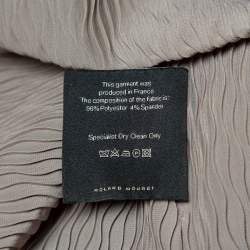 This garment was
produced in France
The composition of the fabric is:
96% Polyester 4% Spandex
Specialist Dry Clean Only
ROLAND MOURET